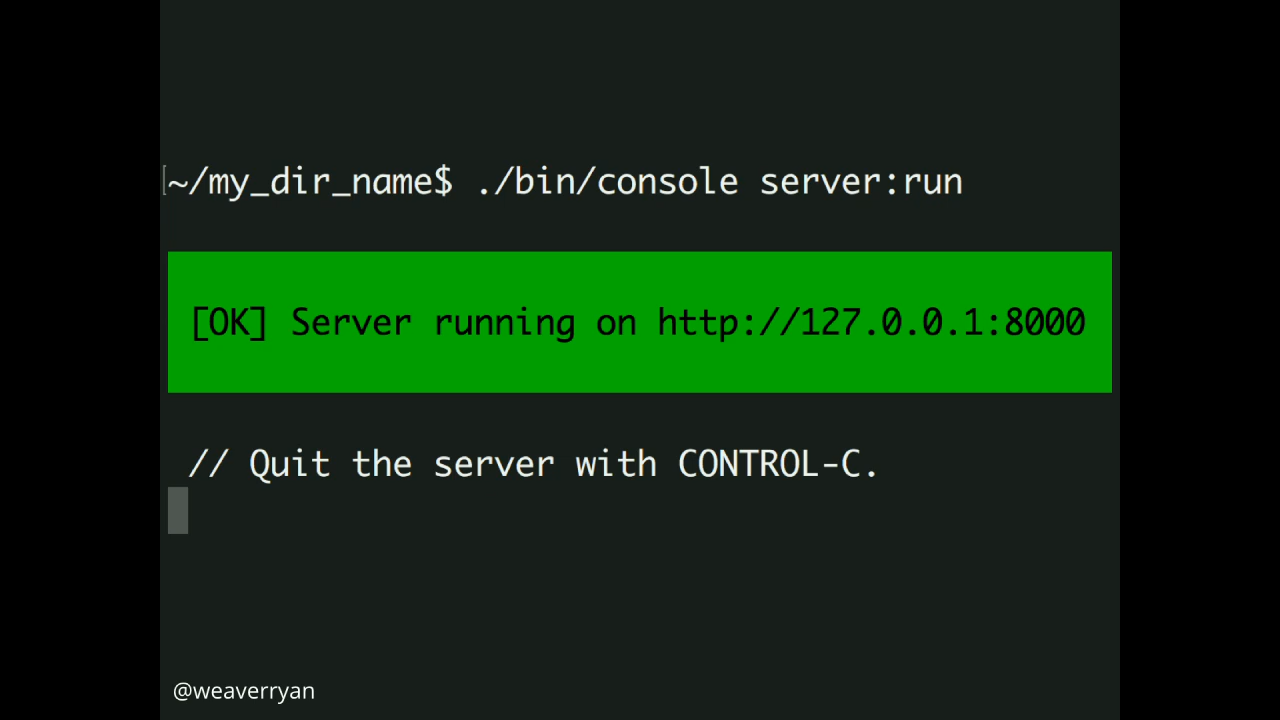 ~/my_dir_name$ ./bin/console server:run
[OK] Server running on http://127.0.0.1:8000
// Quit the server with CONTROL-C.
@weaverryan